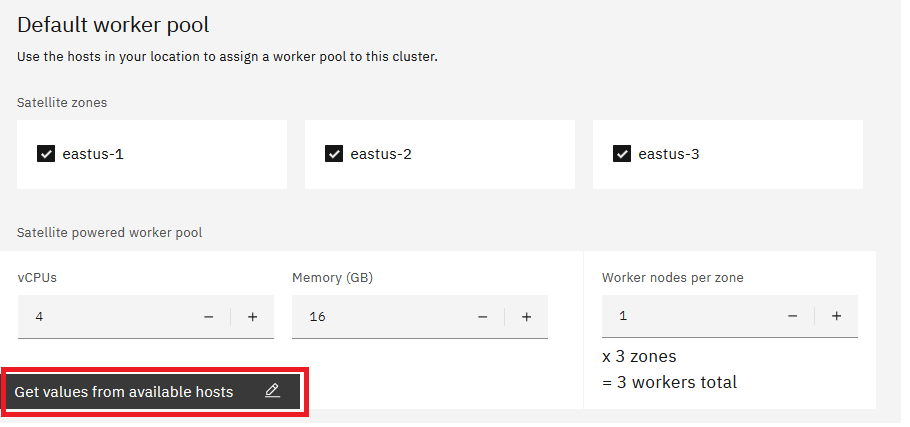 Default worker pool
Use the hosts in your location to assign a worker pool to this cluster.
Satellite zones
eastus-1
eastus-2
eastus-3
Satellite powered worker pool
vCPUs
Memory (GB)
Worker nodes per zone
4
16
1
x 3 zones
= 3 workers total
Get values from available hosts